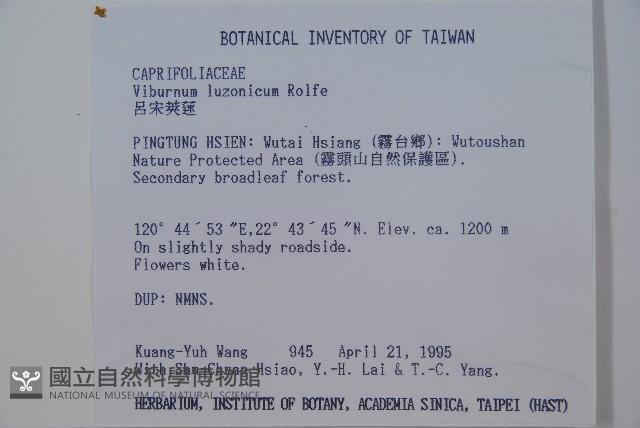 BOTANICAL INVENTORY OF TAIWAN
CAPRIFOLIACEAE
Viburnum luzonicum Rolfe
呂宋莢蒾
PINGTUNG HSIEN: Wutai Hsiang (霧台鄉): Wutoushan
Nature Protected Area (霧頭山自然保護區).
Secondary broadleaf forest.
120° 44´53 "E,22° 43´45 "N. Elev. ca. 1200 m
On slightly shady roadside.
Flowers white.
DUP: NMNS.
Kuang-Yuh Wang 945 April 21, 1995
With Shu-Chuan Hsiao, Y.-H. Lai & T.-C. Yang.
國立自然科學博物館
NATIONAL MUSEUM OF NATURAL SCIENCE
HERBARIUM, INSTITUTE OF BOTANY, ACADEMIA SINICA, TAIPEI (HAST)